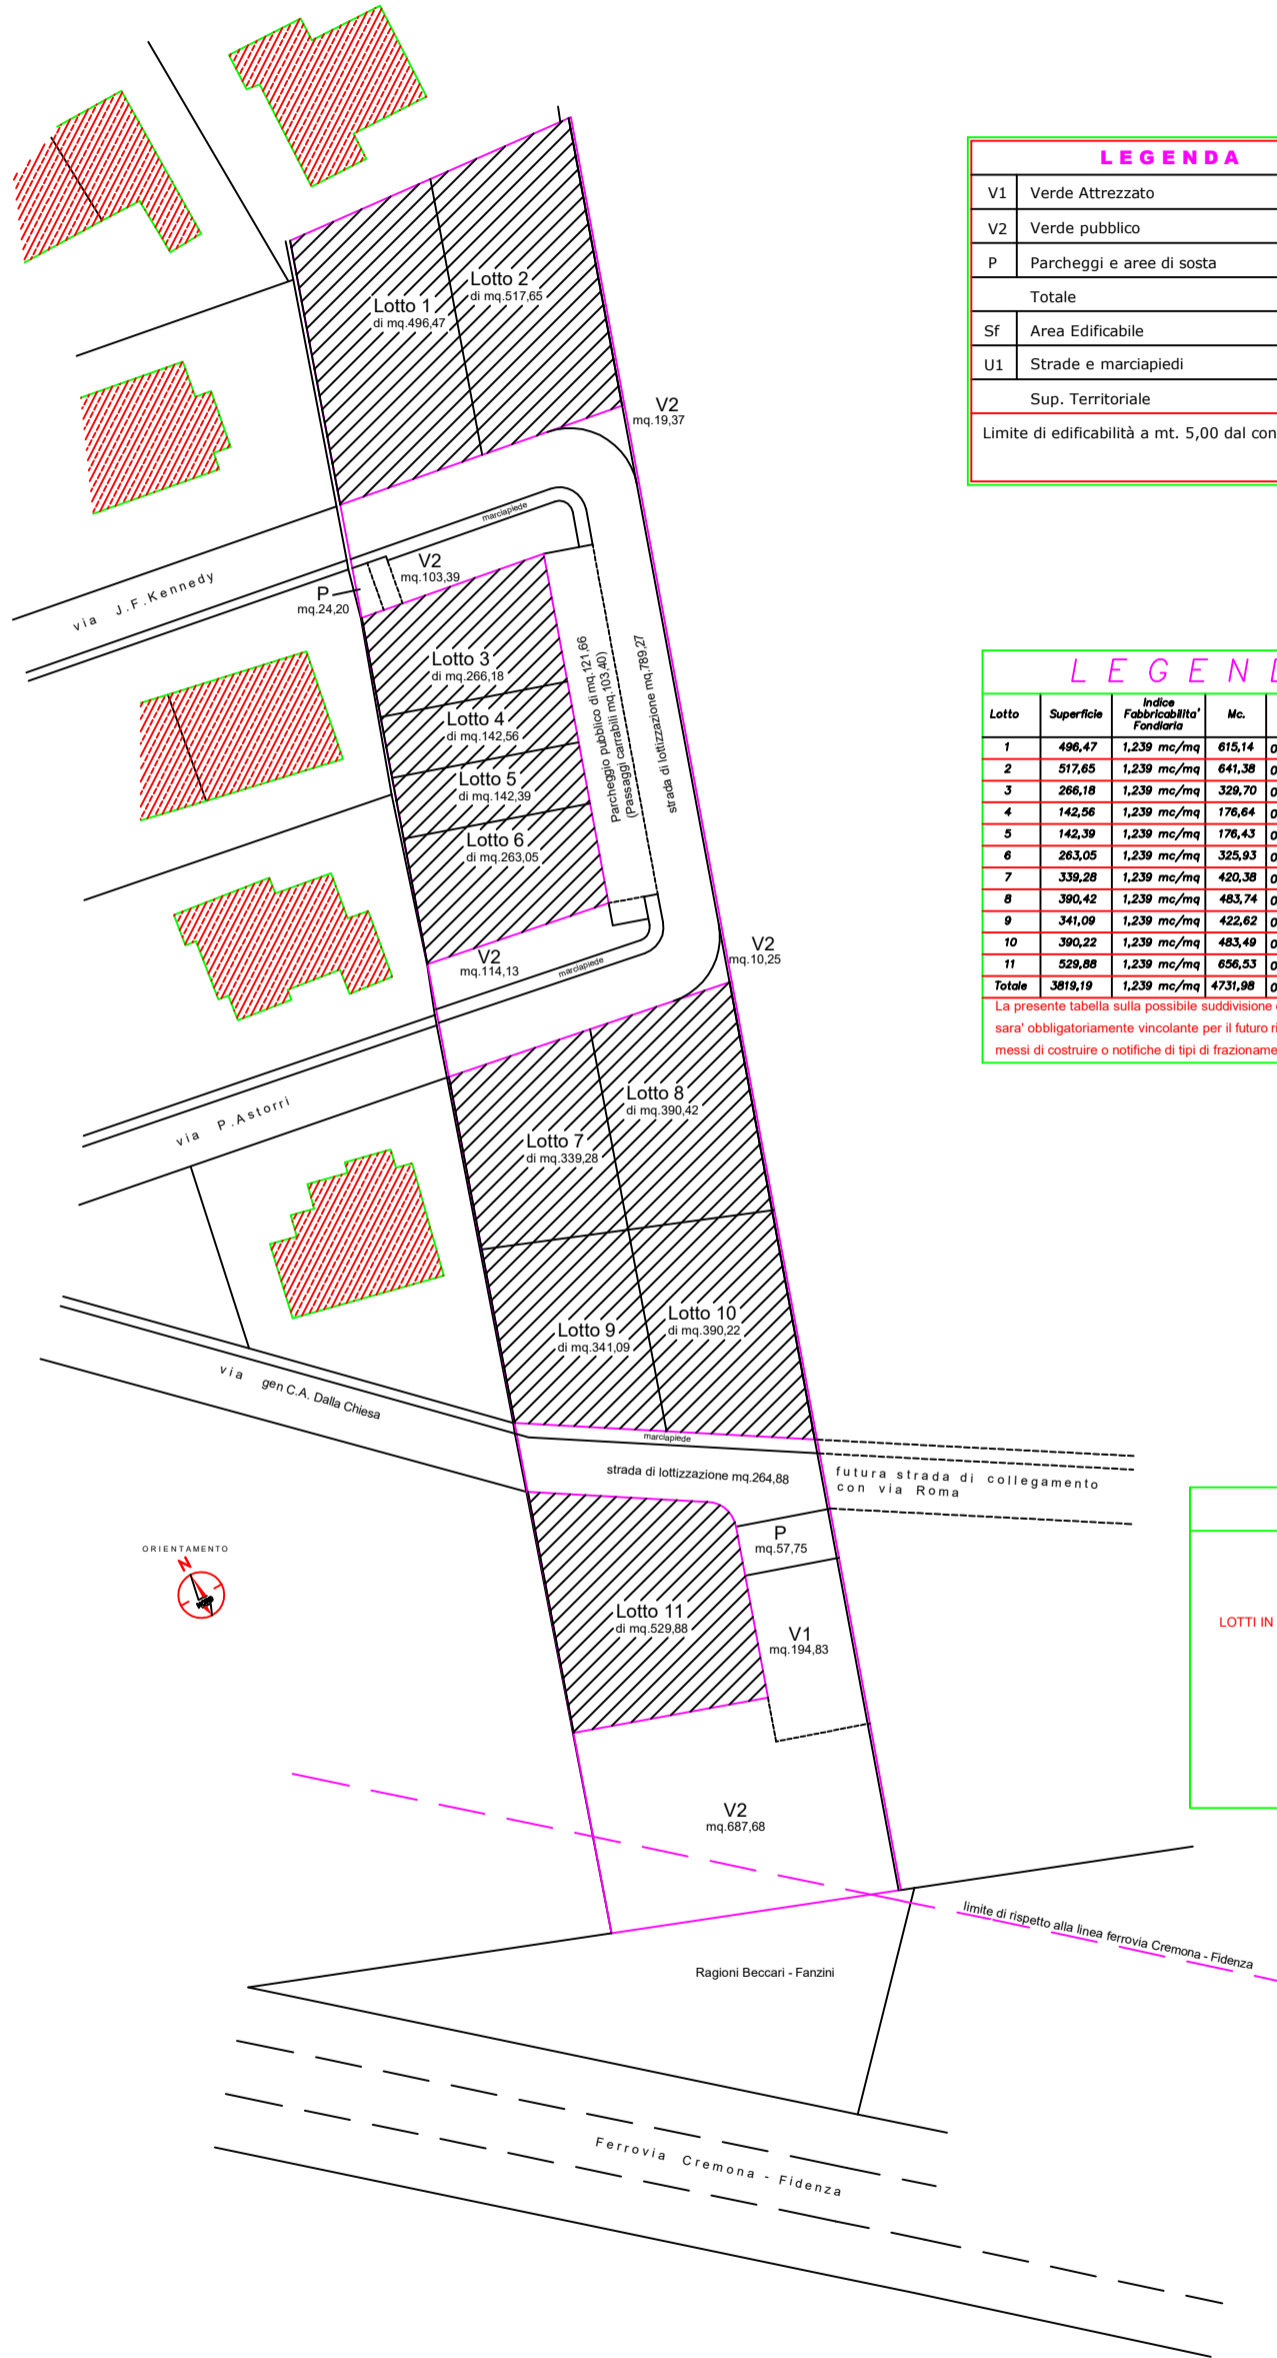 LEGENDA
V1 Verde Attrezzato
V2 Verde pubblico
P Parcheggi e aree di sosta
Totale
Sf Area Edificabile
U1 Strade e marciapiedi
Sup. Territoriale
Limite di edificabilità a mt. 5,00 dal con
Lotto 2
di mq.517,65
Lotto 1
di mq.496,47
V2
mq.19,37
marciapiede
via J.F.Kennedy
V2
mq.103,39
P
mq.24,20
Lotto 3
di mq.266,18
Lotto 4
di mq.142,56
Lotto 5
di mq.142,39
Lotto 6
di mq.263,05
Parcheggio pubblico di mq.121,66
(Passaggi carrabili mq.103,40)
strada di lottizzazione mq.789,27
V2
mq.114,13
marciapiede
V2
mq.10,25
via P.Astorri
LEGEND
Lotto Superficie Indice Fabbricabilita' Fondiaria Mc.
1 496,47 1,239 mc/mq 615,14 0
2 517,65 1,239 mc/mq 641,38 0
3 266,18 1,239 mc/mq 329,70 0
4 142,56 1,239 mc/mq 176,64 0
5 142,39 1,239 mc/mq 176,43 0
6 263,05 1,239 mc/mq 325,93 0
7 339,28 1,239 mc/mq 420,38 0
8 390,42 1,239 mc/mq 483,74 0
9 341,09 1,239 mc/mq 422,62 0
10 390,22 1,239 mc/mq 483,49 0
11 529,88 1,239 mc/mq 656,53 0
Totale 3819,19 1,239 mc/mq 4731,98 0
La presente tabella sulla possibile suddivisione
sara' obbligatoriamente vincolante per il futuro ri
messi di costruire o notifiche di tipi di frazioname
Lotto 8
di mq.390,42
Lotto 7
di mq.339,28
Lotto 10
di mq.390,22
Lotto 9
di mq.341,09
via gen C.A. Dalla Chiesa
marciapiede
strada di lottizzazione mq.264,88
futura strada di collegamento
con via Roma
P
mq.57,75
ORIENTAMENTO
N
Lotto 11
di mq.529,88
V1
mq.194,83
LOTTI IN
V2
mq.687,68
limite di rispetto alla linea ferrovia Cremona - Fidenza
Ragioni Beccari - Fanzini
Ferrovia Cremona - Fidenza